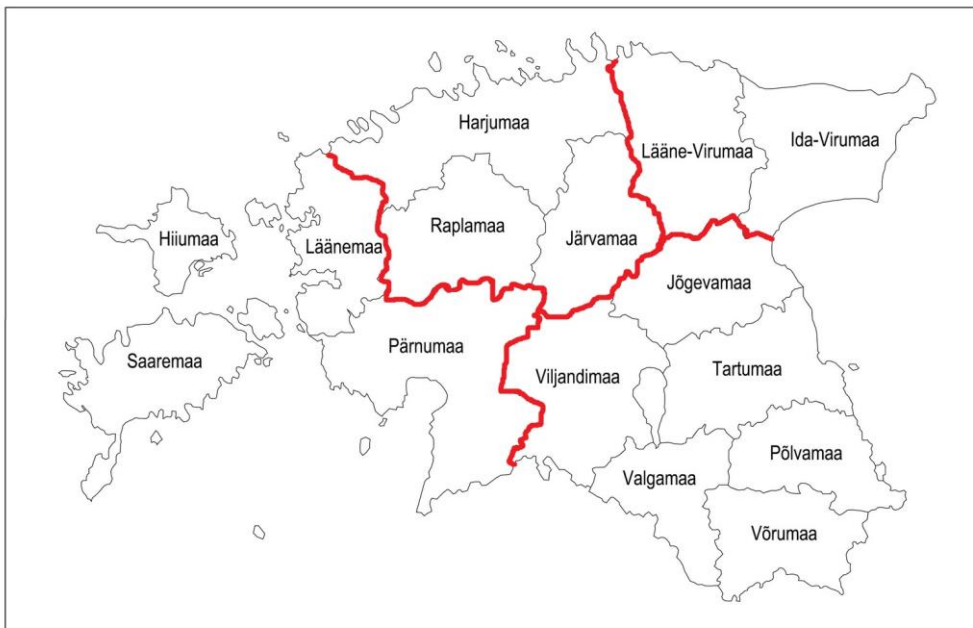 Harjumaa
Ida-Virumaa
Lääne-Virumaa
Raplamaa
Hiiumaa
Läänemaa
Järvamaa
Jõgevamaa
Pärnumaa
Saaremaa
Viljandimaa
Tartumaa
Põlvamaa
Valgamaa
Võrumaa